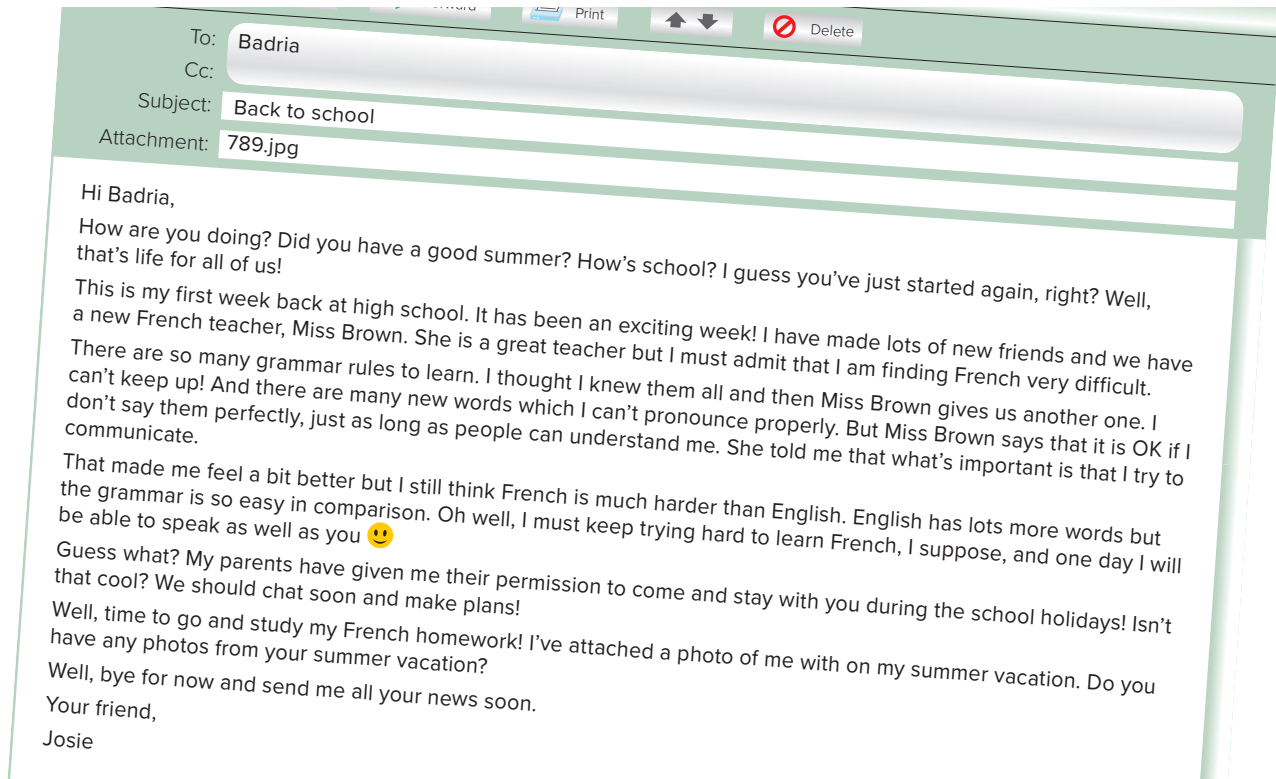 Print
Delete
To: Badria
Cc:
Subject: Back to school
Attachment: 789.jpg
Hi Badria,
How are you doing? Did you have a good summer? How's school? I guess you've just started again, right? Well,
that's life for all of us!
This is my first week back at high school. It has been an exciting week! I have made lots of new friends and we have
a new French teacher, Miss Brown. She is a great teacher but I must admit that I am finding French very difficult.
There are so many grammar rules to learn. I thought I knew them all and then Miss Brown gives us another one. I
can't keep up! And there are many new words which I can't pronounce properly. But Miss Brown says that it is OK if I
don't say them perfectly, just as long as people can understand me. She told me that what's important is that I try to
communicate.
That made me feel a bit better but I still think French is much harder than English. English has lots more words but
the grammar is so easy in comparison. Oh well, I must keep trying hard to learn French, I suppose, and one day I will
be able to speak as well as you 🙂
Guess what? My parents have given me their permission to come and stay with you during the school holidays! Isn't
that cool? We should chat soon and make plans!
Well, time to go and study my French homework! I've attached a photo of me with on my summer vacation. Do you
have any photos from your summer vacation?
Well, bye for now and send me all your news soon.
Your friend,
Josie